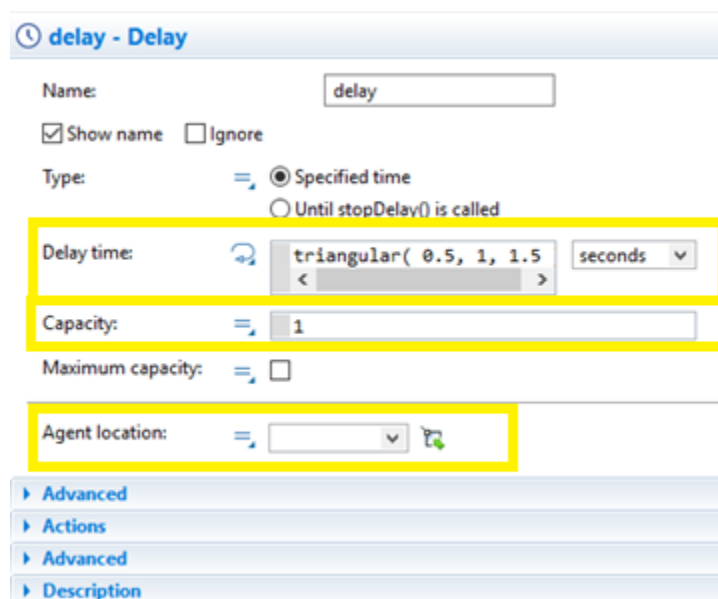 delay - Delay
Name: delay
Show name Ignore
Type: Specified time
Until stopDelay() is called
Delay time: triangular( 0.5, 1, 1.5 seconds
Capacity: 1
Maximum capacity:
Agent location:
Advanced
Actions
Advanced
Description